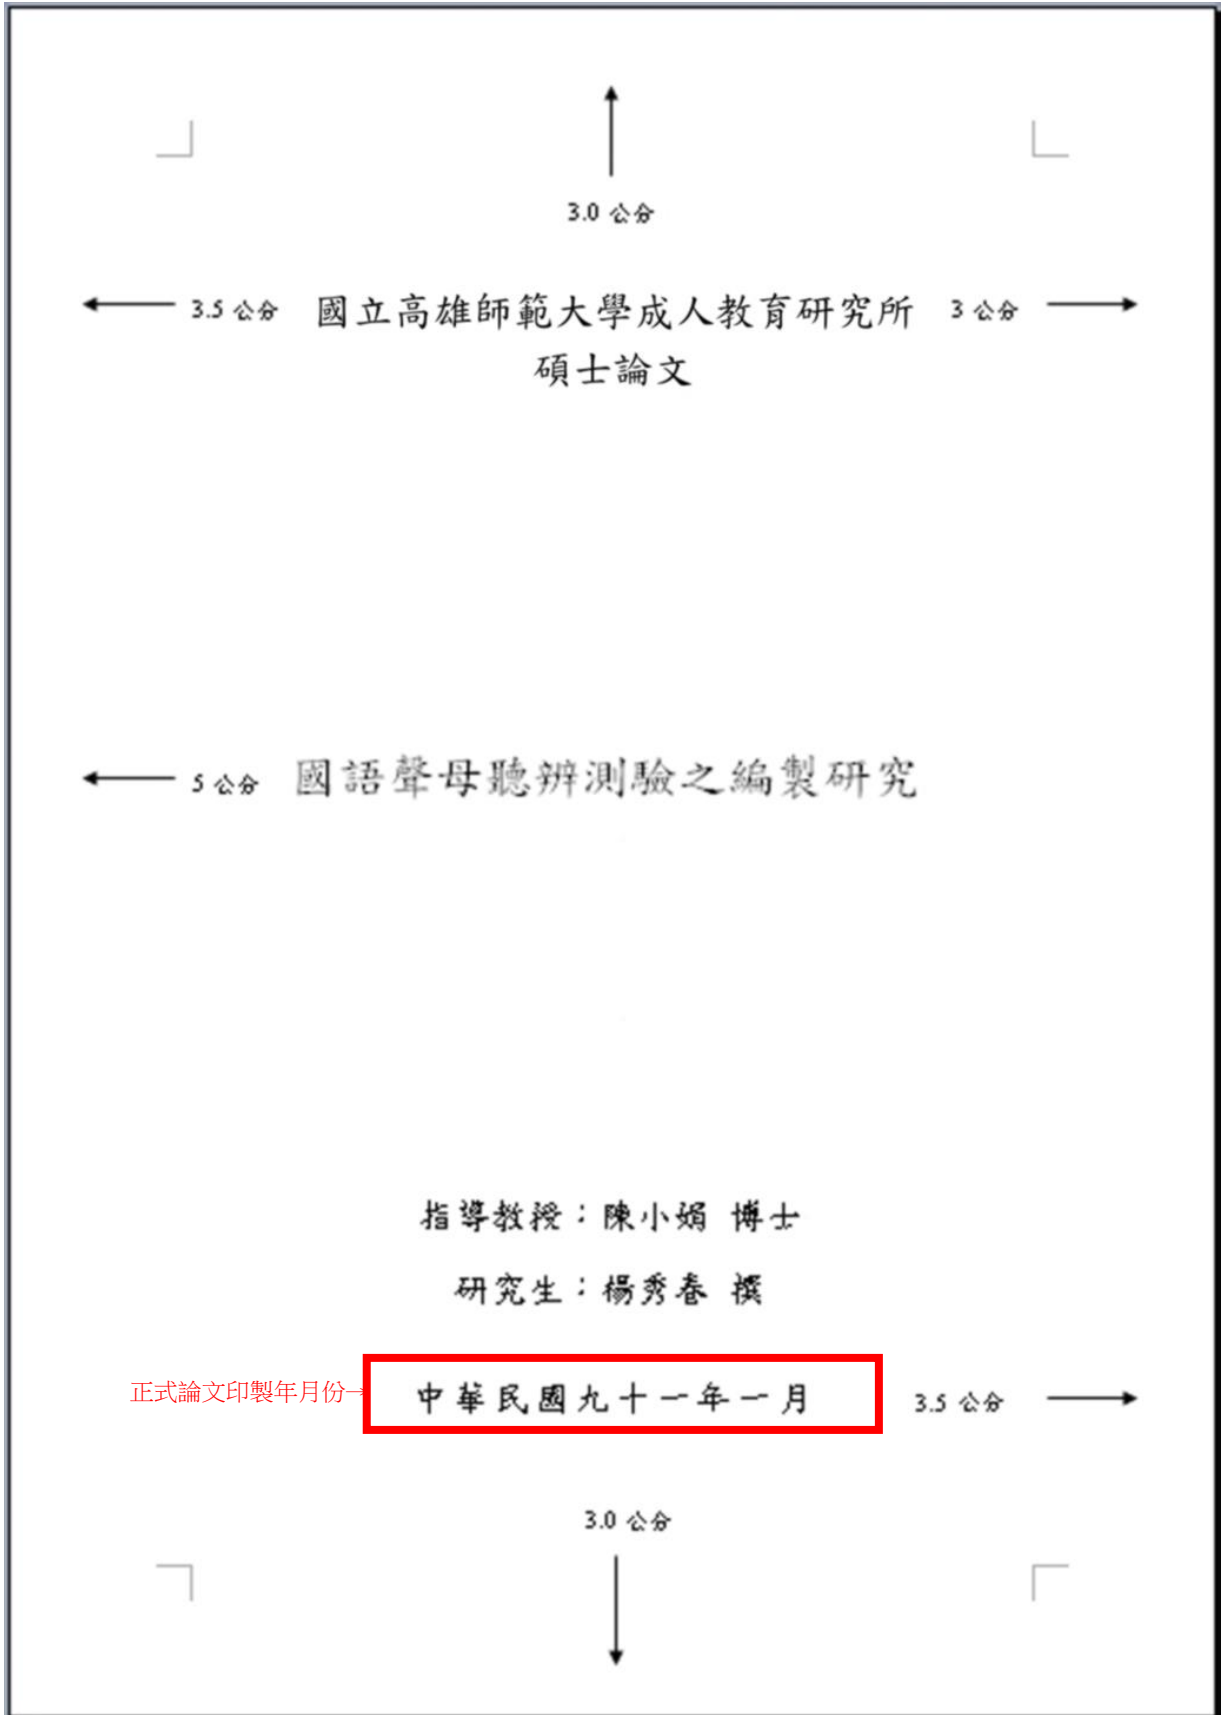 3.0 公分
3.5 公分 國立高雄師範大學成人教育研究所 3 公分
碩士論文
5 公分 國語聲母聽辨測驗之編製研究
指導教授：陳小娟 博士
研究生：楊秀春 撰
正式論文印製年月份→ 中華民國九十一年一月 3.5 公分
3.0 公分